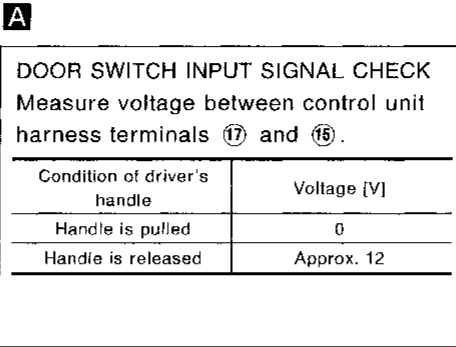 A
DOOR SWITCH INPUT SIGNAL CHECK
Measure voltage between control unit
harness terminals ⑰ and ⑮.
Condition of driver's handle
Voltage [V]
Handle is pulled
0
Handle is released
Approx. 12